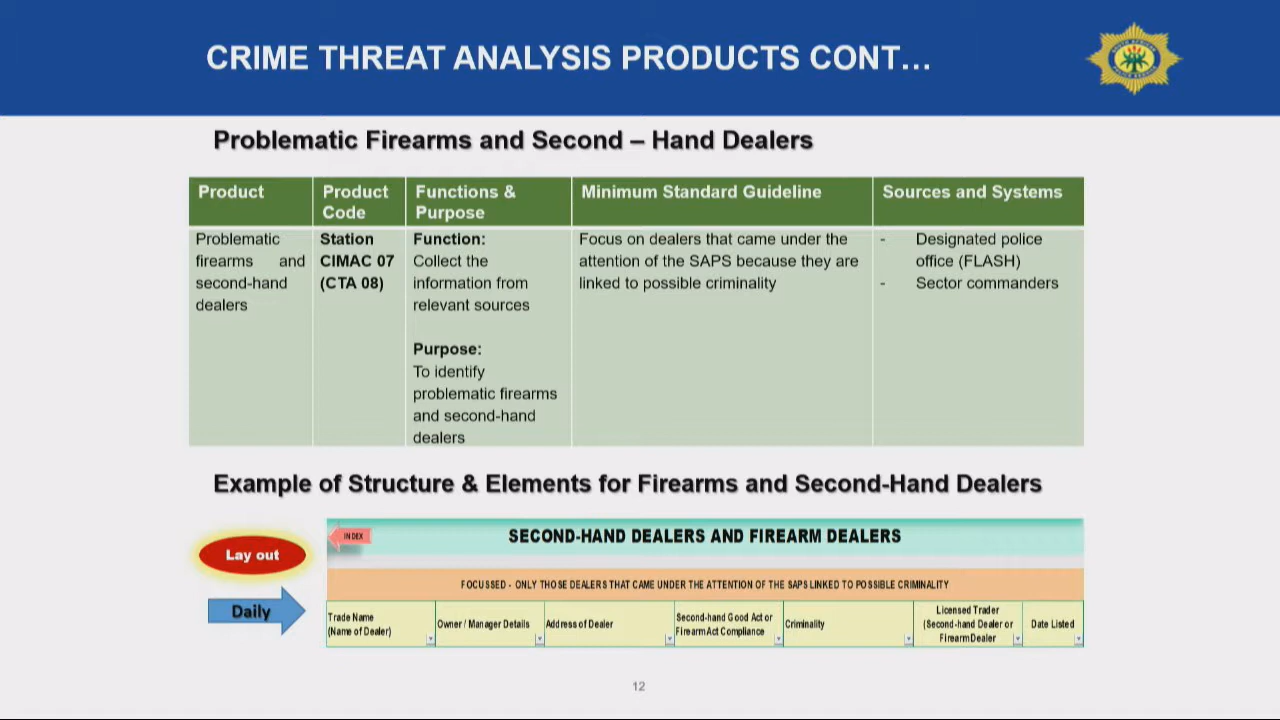 CRIME THREAT ANALYSIS PRODUCTS CONT…
Problematic Firearms and Second – Hand Dealers
Product
Product
Code
Functions &
Purpose
Minimum Standard Guideline
Sources and Systems
Problematic
firearms and
second-hand
dealers
Station
CIMAC 07
(CTA 08)
Function:
Collect the
information from
relevant sources
Purpose:
To identify
problematic firearms
and second-hand
dealers
Focus on dealers that came under the
attention of the SAPS because they are
linked to possible criminality
- Designated police
office (FLASH)
- Sector commanders
Example of Structure & Elements for Firearms and Second-Hand Dealers
Lay out
Daily
INDEX
SECOND-HAND DEALERS AND FIREARM DEALERS
FOCUSSED - ONLY THOSE DEALERS THAT CAME UNDER THE ATTENTION OF THE SAPS LINKED TO POSSIBLE CRIMINALITY
Trade Name
(Name of Dealer)
Owner / Manager Details
Address of Dealer
Second-hand Good Act or
Firearm Act Compliance
Criminality
Licensed Trader
(Second-hand Dealer or
Firearm Dealer
Date Listed
12